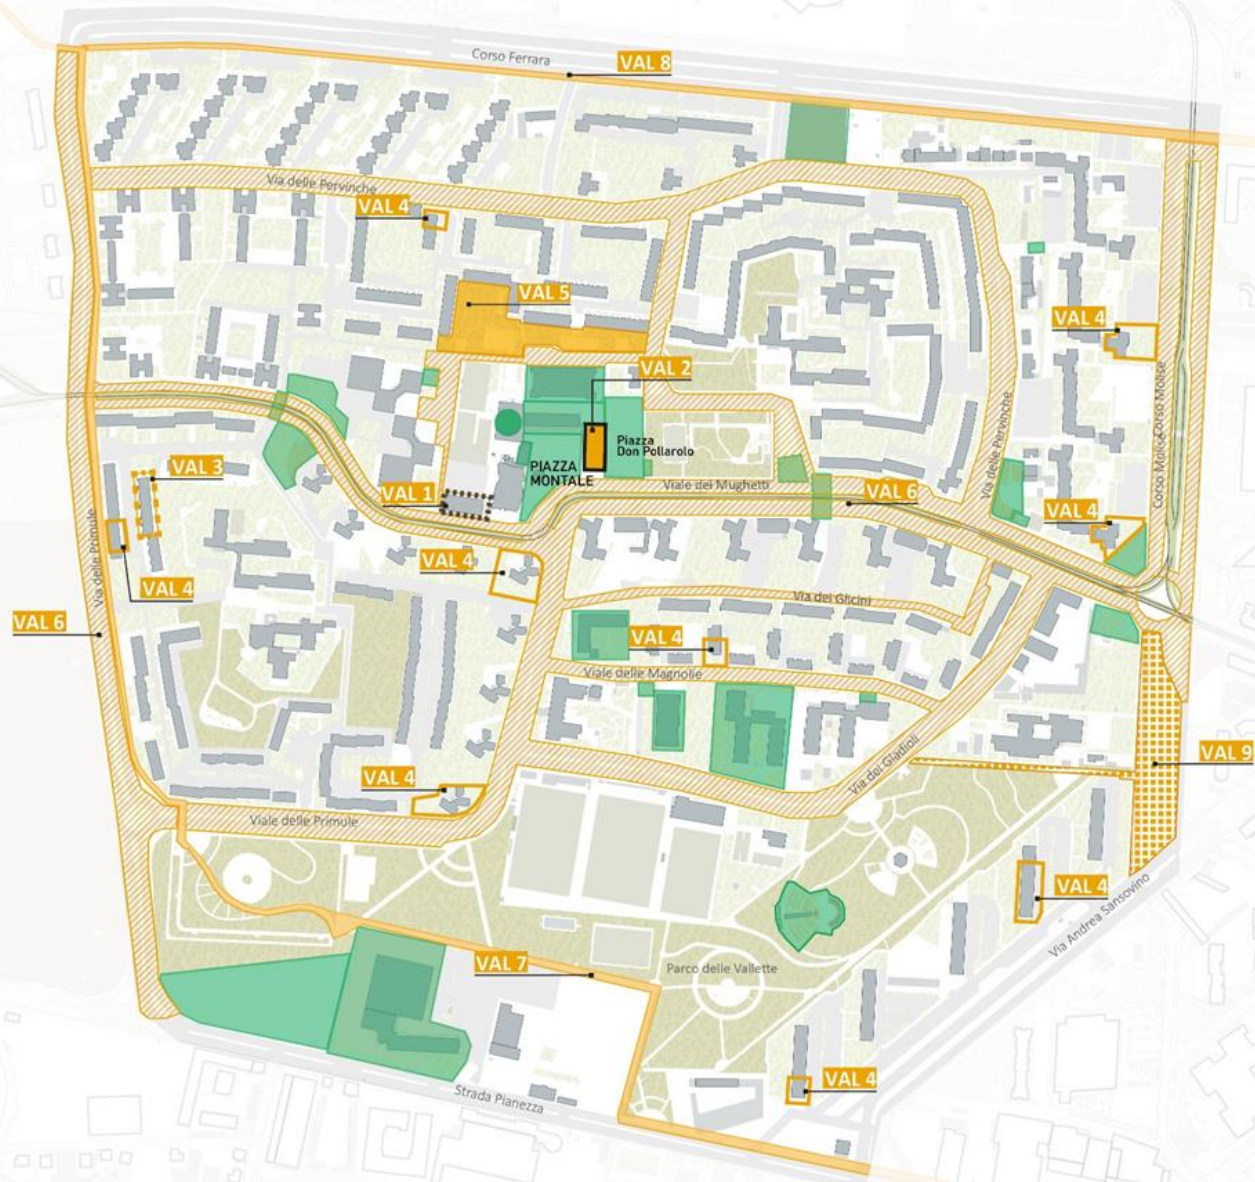 Corso Ferrara
VAL 8
Via delle Pervinche
VAL 4
VAL 5
VAL 4
VAL 2
Corso Molise
Corso Molise
Via delle Pervinche
Piazza
Don Pollarolo
PIAZZA
MONTALE
VAL 3
VAL 1
Viale dei Mughetti
VAL 6
VAL 4
Via delle Primule
VAL 4
VAL 4
Via dei Glicini
VAL 6
VAL 4
Viale delle Magnolie
VAL 9
Via dei Gladioli
VAL 4
Viale delle Primule
VAL 4
Via Andrea Sansovino
VAL 7
Parco delle Vallette
VAL 4
Strada Pianezza